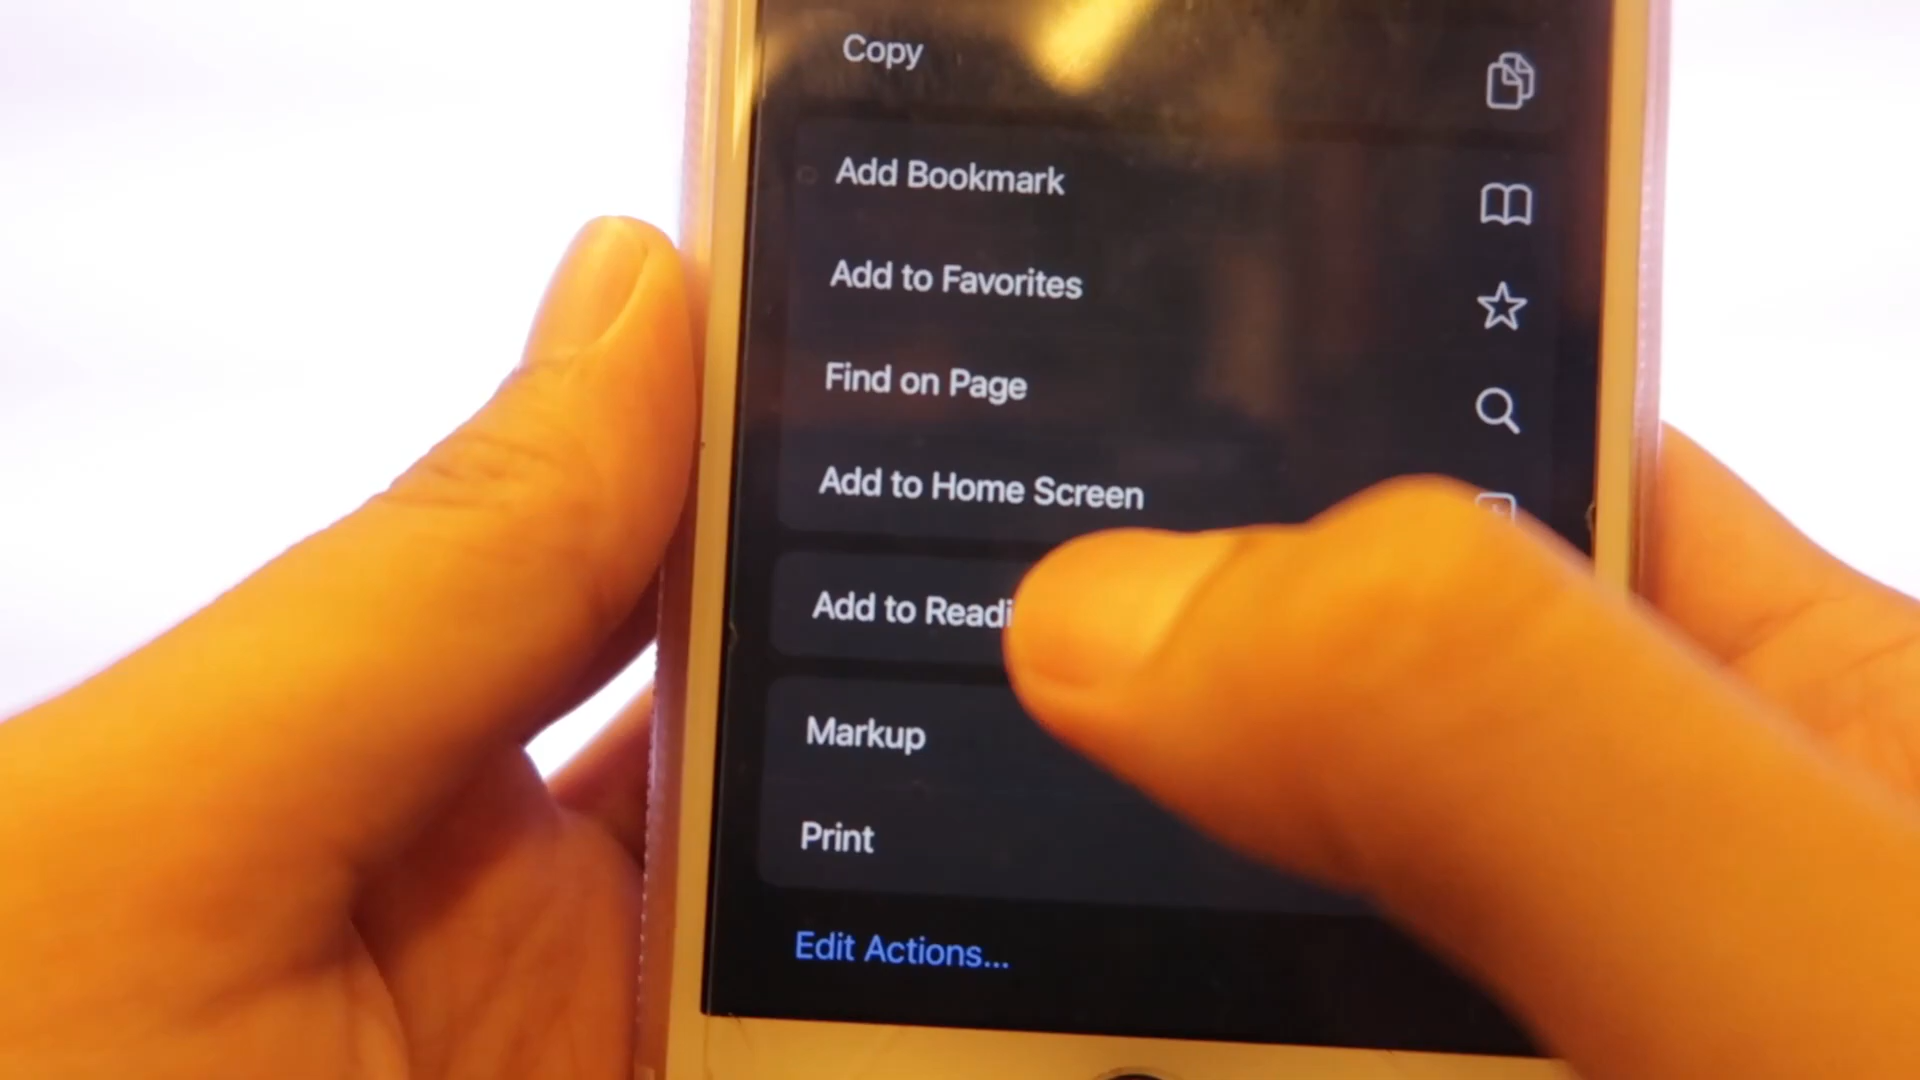 Copy
Add Bookmark
Add to Favorites
Find on Page
Add to Home Screen
Add to Readi
Markup
Print
Edit Actions...